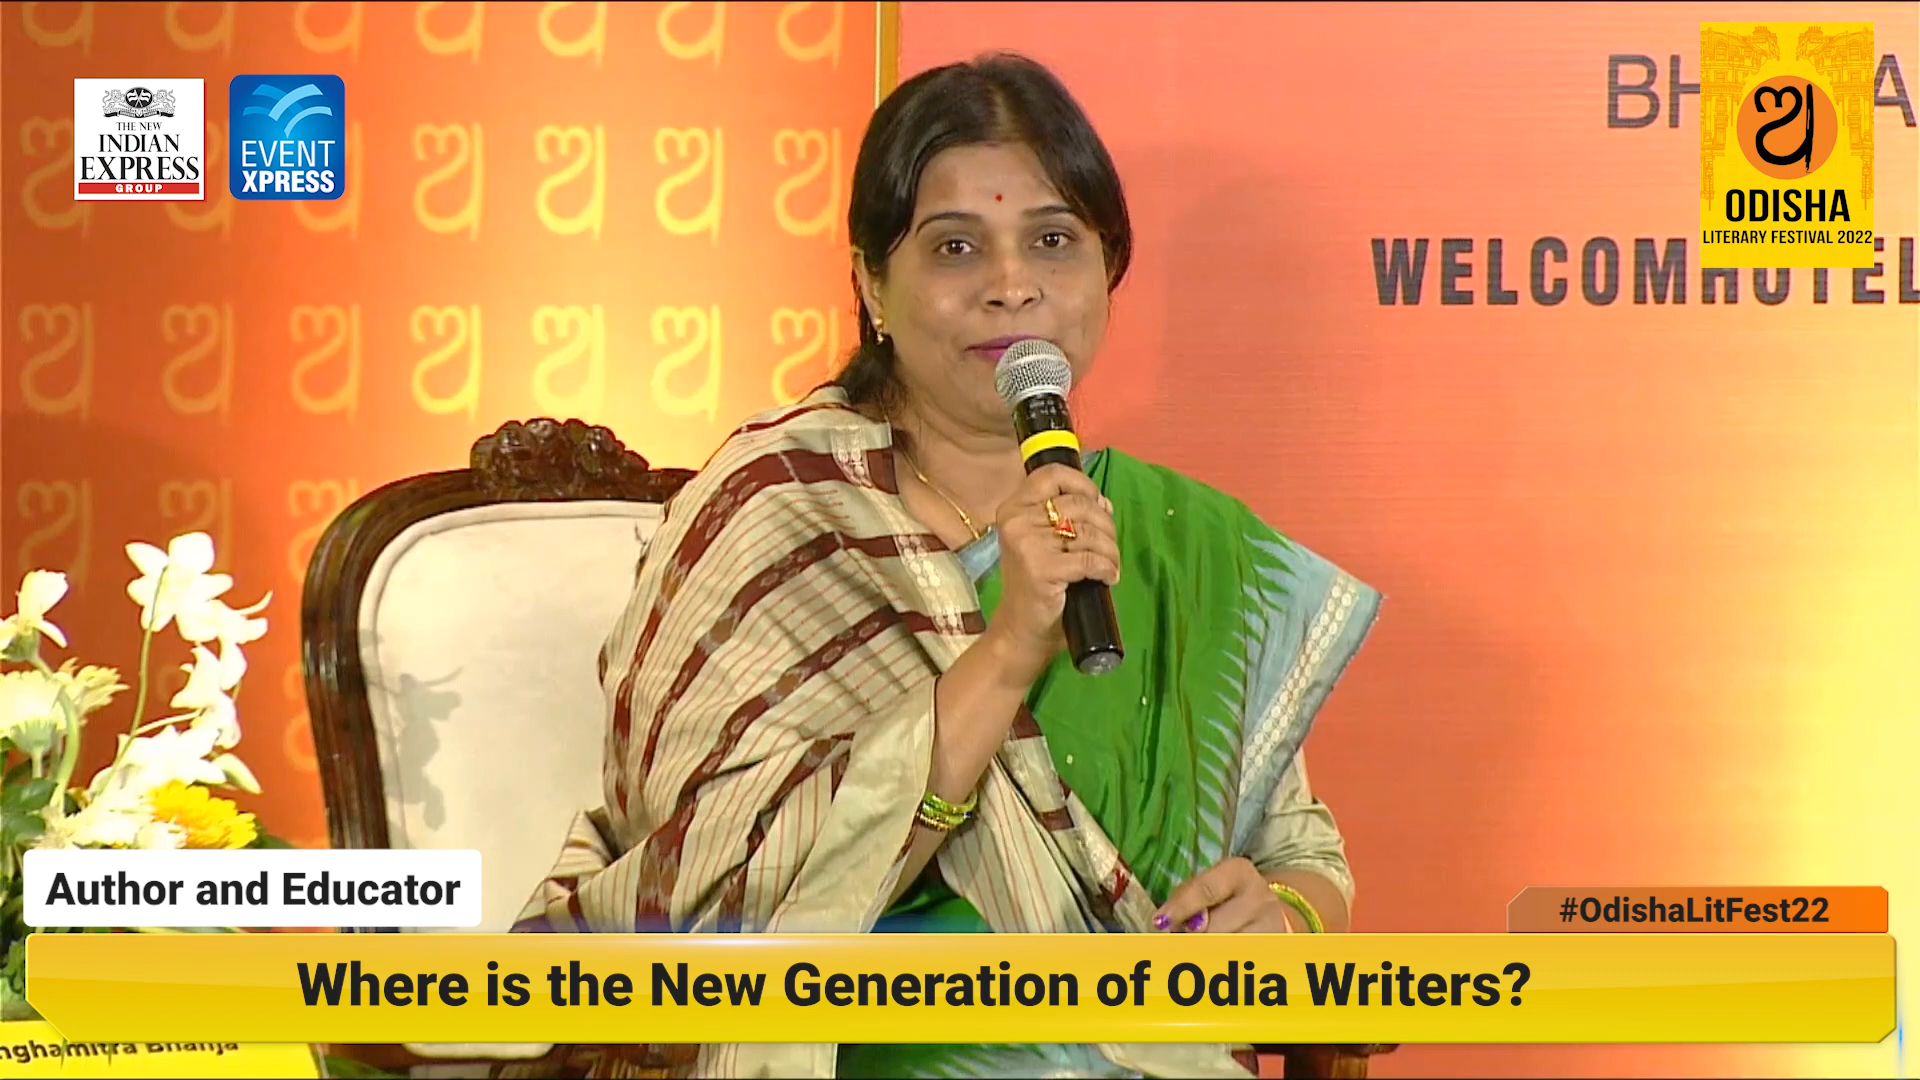 THE NEW
INDIAN
EXPRESS
GROUP
EVENT
XPRESS
ଅ
ODISHA
LITERARY FESTIVAL 2022
WELCOMHOTEL
Author and Educator
#OdishaLitFest22
Where is the New Generation of Odia Writers?